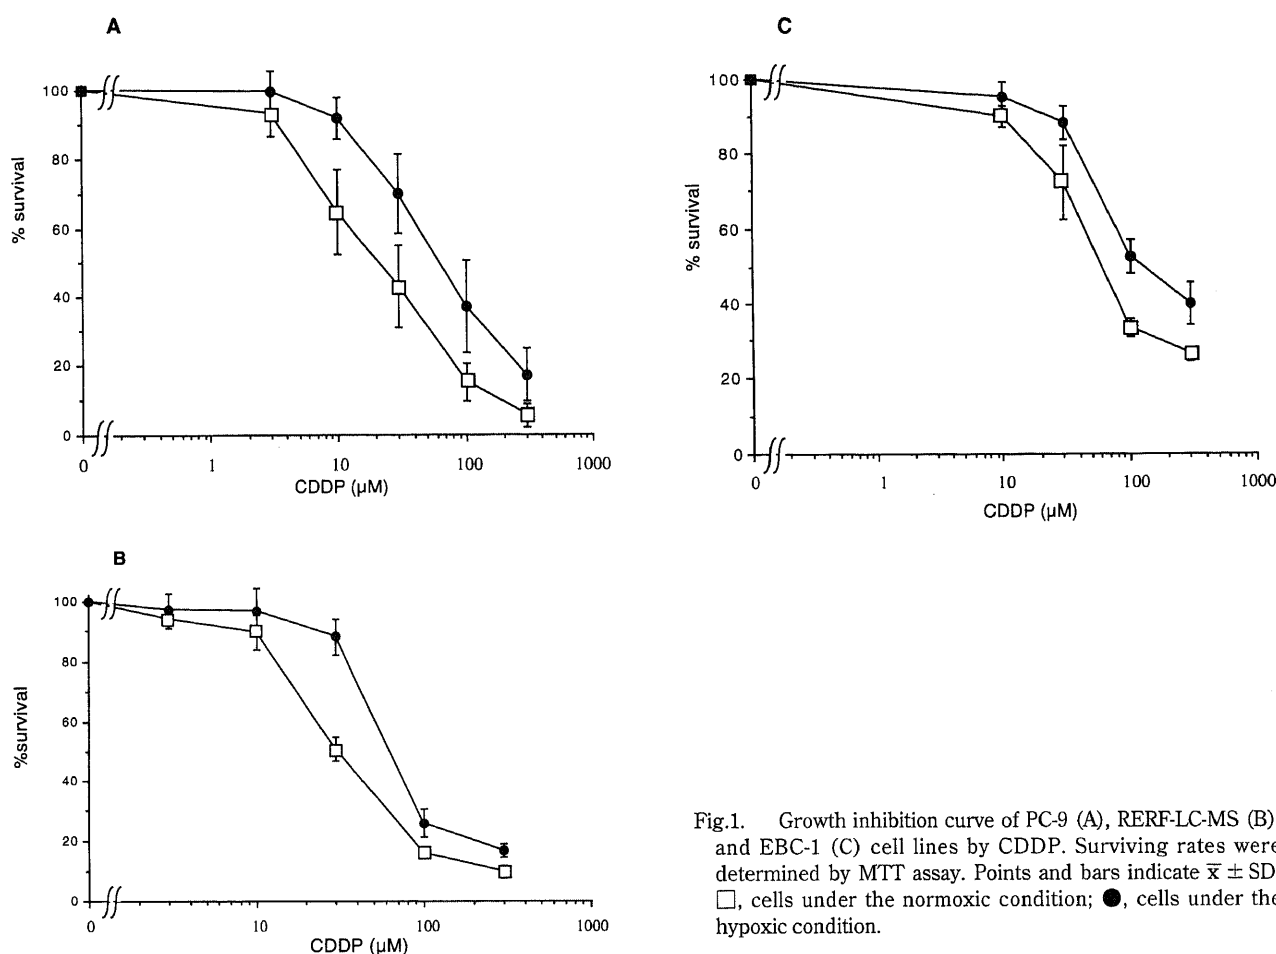 A
100
80
60
40
20
0
% survival
0 1 10 100 1000
CDDP (µM)
C
100
80
60
40
20
0
% survival
0 1 10 100 1000
CDDP (µM)
B
100
80
60
40
20
0
%survival
0 10 100 1000
CDDP (µM)
Fig.1. Growth inhibition curve of PC-9 (A), RERF-LC-MS (B)
and EBC-1 (C) cell lines by CDDP. Surviving rates were
determined by MTT assay. Points and bars indicate x̅ ± SD
□, cells under the normoxic condition; ●, cells under the
hypoxic condition.